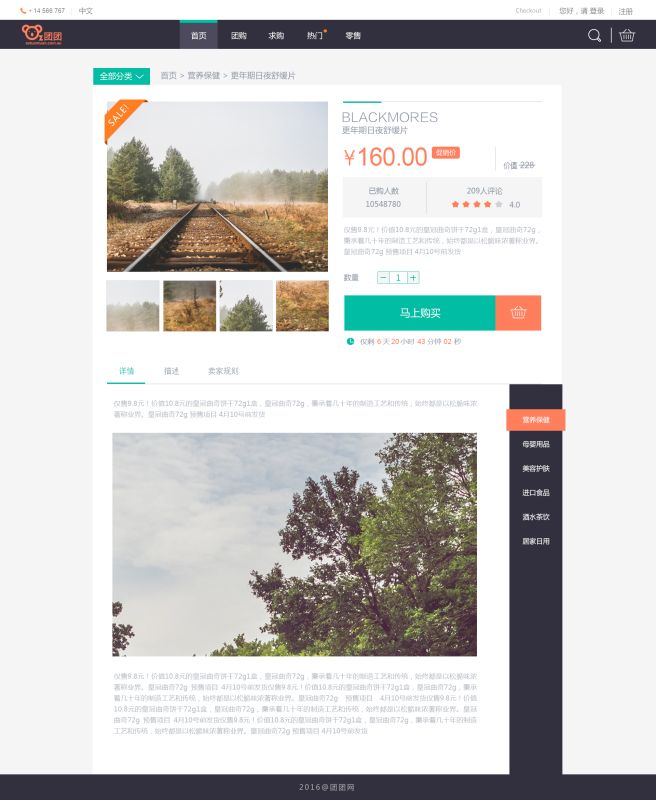 + 14 566 767 中文
Checkout 您好，请 登录 注册
团团
首页 团购 求购 热门 零售
全部分类 首页 > 营养保健 > 更年期日夜舒缓片
SALE!
BLACKMORES
更年期日夜舒缓片
¥160.00 促销价 价值 228
已购人数 209人评论
10548780 4.0
仅售9.8元！价值10.8元的皇冠曲奇饼干72g1盒，皇冠曲奇72g，
秉承着几十年的制造工艺和传统，始终都是以松脆味浓著称业界。
皇冠曲奇72g 预售项目 4月10号前发货
数量 − 1 +
马上购买
仅剩 6 天 20 小时 43 分钟 02 秒
详情 描述 卖家规则
仅售9.8元！价值10.8元的皇冠曲奇饼干72g1盒，皇冠曲奇72g，秉承着几十年的制造工艺和传统，始终都是以松脆味浓
著称业界。皇冠曲奇72g 预售项目 4月10号前发货
营养保健
母婴用品
美容护肤
进口食品
酒水茶饮
居家日用
仅售9.8元！价值10.8元的皇冠曲奇饼干72g1盒，皇冠曲奇72g，秉承着几十年的制造工艺和传统，始终都是以松脆味浓
著称业界。皇冠曲奇72g 预售项目 4月10号前发货仅售9.8元！价值10.8元的皇冠曲奇饼干72g1盒，皇冠曲奇72g，秉承
着几十年的制造工艺和传统，始终都是以松脆味浓著称业界。皇冠曲奇72g 预售项目 4月10号前发货仅售9.8元！价值
10.8元的皇冠曲奇饼干72g1盒，皇冠曲奇72g，秉承着几十年的制造工艺和传统，始终都是以松脆味浓著称业界。皇冠
曲奇72g 预售项目 4月10号前发货仅售9.8元！价值10.8元的皇冠曲奇饼干72g1盒，皇冠曲奇72g，秉承着几十年的制造
工艺和传统，始终都是以松脆味浓著称业界。皇冠曲奇72g 预售项目 4月10号前发货
2016@团团网